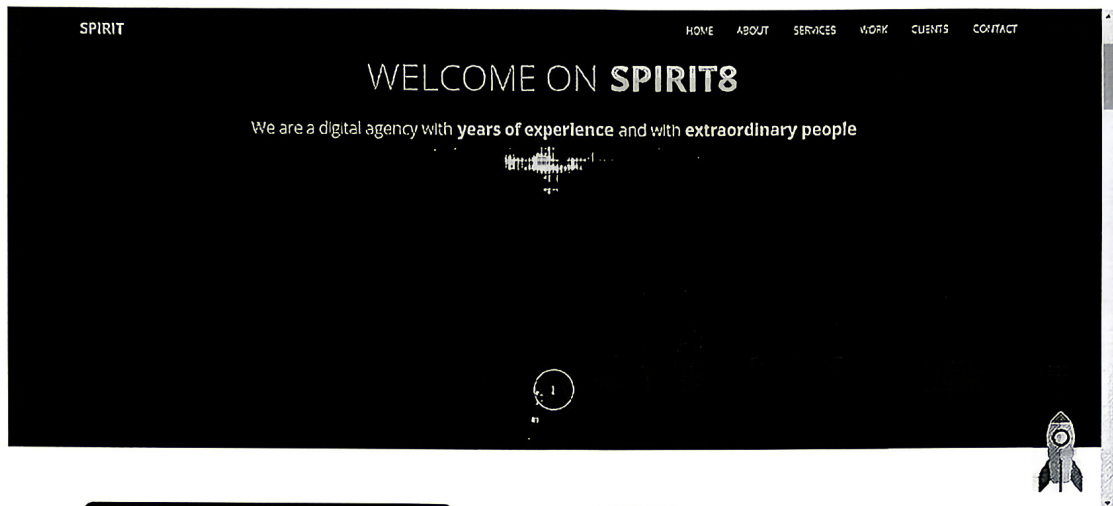 SPIRIT
HOME ABOUT SERVICES WORK CLIENTS CONTACT
WELCOME ON SPIRIT8
We are a digital agency with years of experience and with extraordinary people